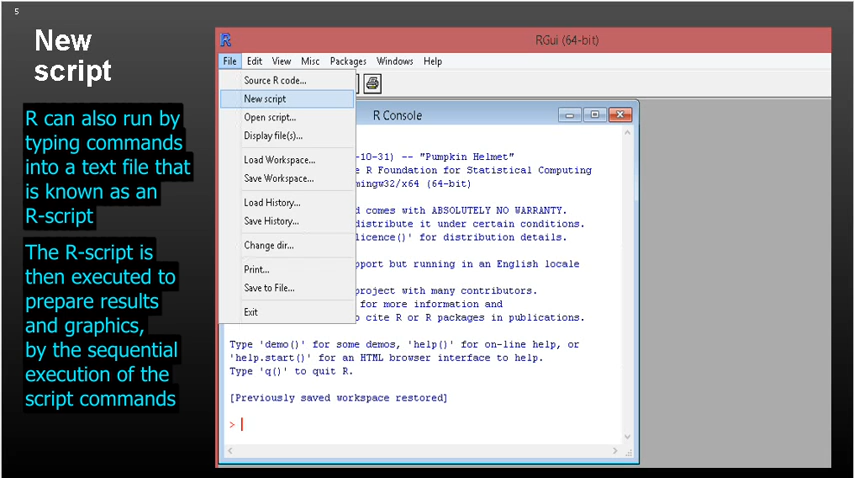 5
New
script
R can also run by
typing commands
into a text file that
is known as an
R-script
The R-script is
then executed to
prepare results
and graphics,
by the sequential
execution of the
script commands
RGui (64-bit)
File Edit View Misc Packages Windows Help
Source R code...
New script
Open script...
Display file(s)...
Load Workspace...
Save Workspace...
Load History...
Save History...
Change dir...
Print...
Save to File...
Exit
R Console
-10-31) -- "Pumpkin Helmet"
e R Foundation for Statistical Computing
mingw32/x64 (64-bit)
d comes with ABSOLUTELY NO WARRANTY.
distribute it under certain conditions.
licence()' for distribution details.
pport but running in an English locale
project with many contributors.
for more information and
o cite R or R packages in publications.
Type 'demo()' for some demos, 'help()' for on-line help, or
'help.start()' for an HTML browser interface to help.
Type 'q()' to quit R.
[Previously saved workspace restored]
>